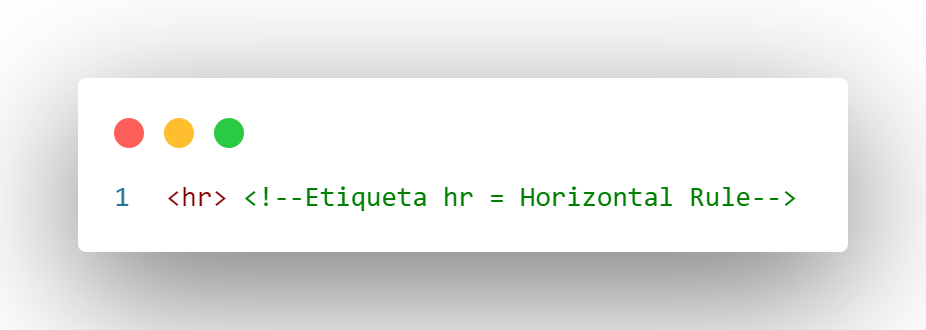 1 <hr> <!--Etiqueta hr = Horizontal Rule-->